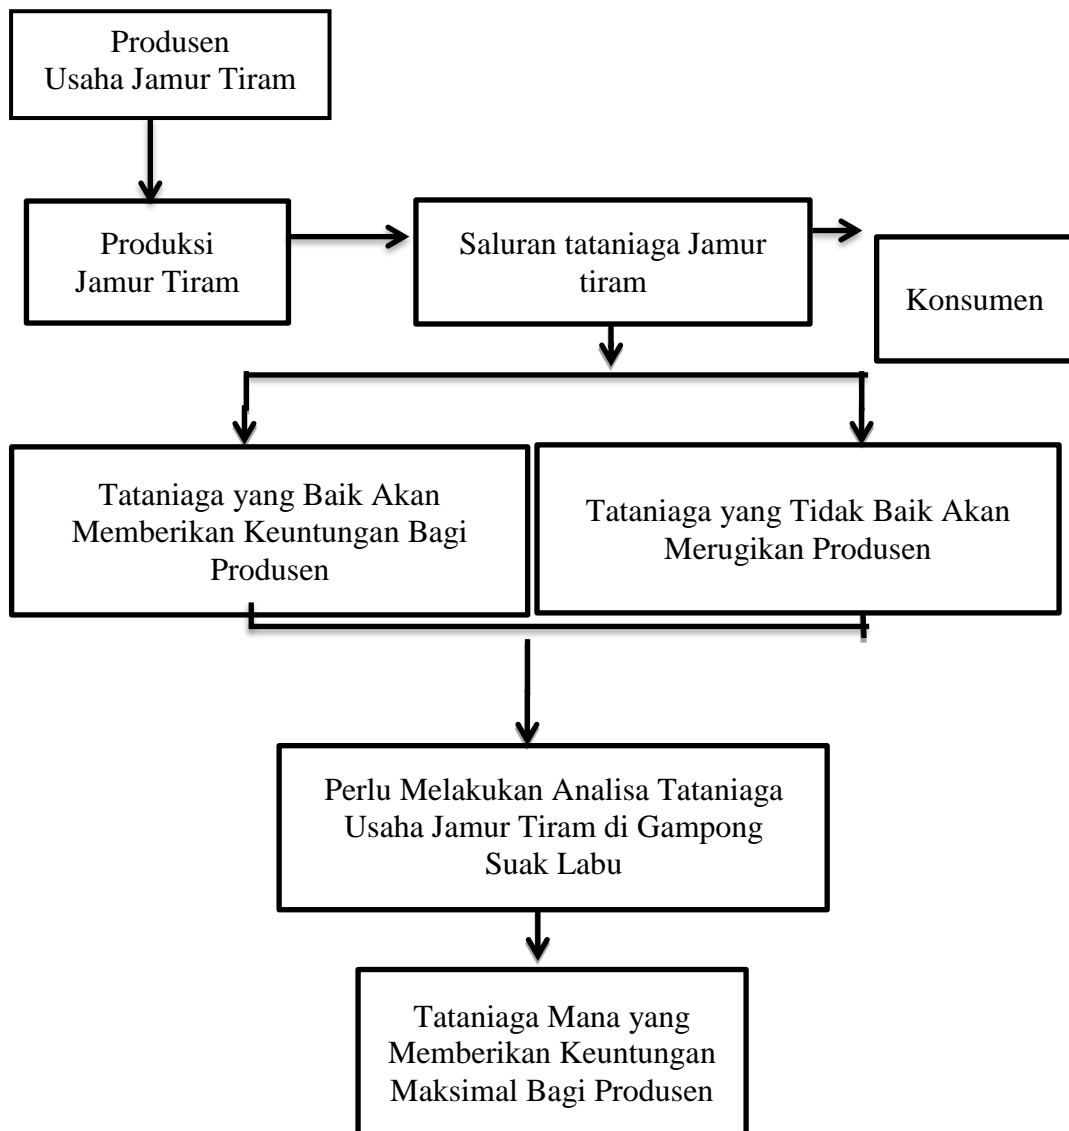 Produsen
Usaha Jamur Tiram
Produksi
Jamur Tiram
Saluran tataniaga Jamur
tiram
Konsumen
Tataniaga yang Baik Akan
Memberikan Keuntungan Bagi
Produsen
Tataniaga yang Tidak Baik Akan
Merugikan Produsen
Perlu Melakukan Analisa Tataniaga
Usaha Jamur Tiram di Gampong
Suak Labu
Tataniaga Mana yang
Memberikan Keuntungan
Maksimal Bagi Produsen